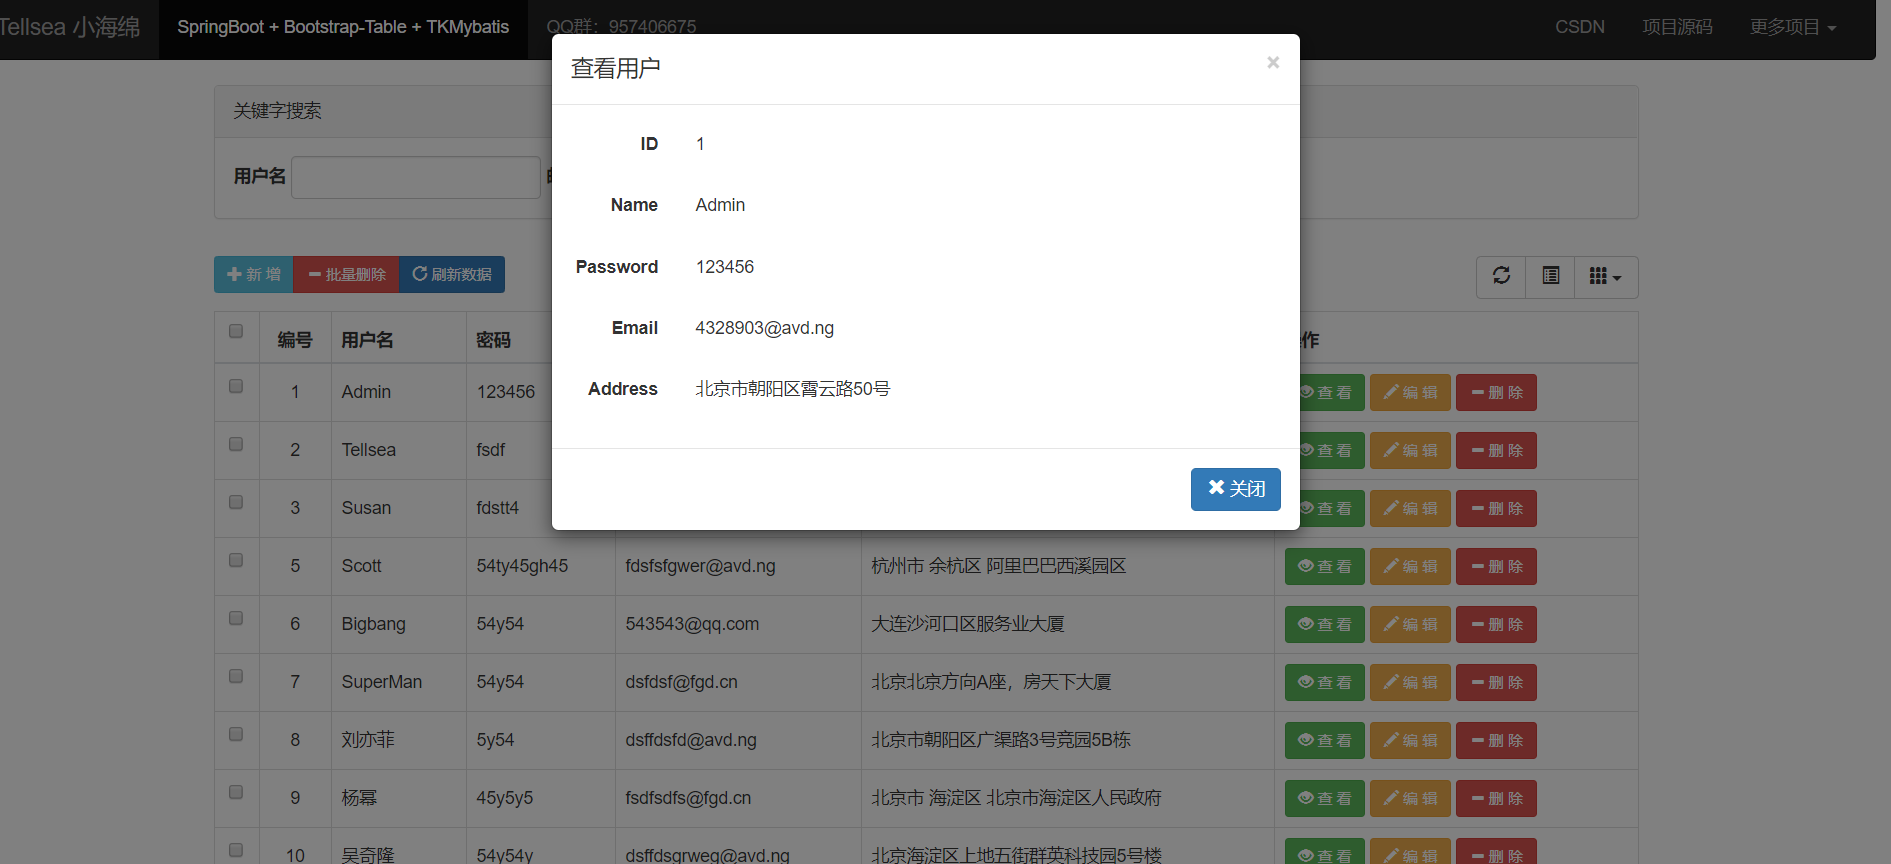 Tellsea 小海绵 SpringBoot + Bootstrap-Table + TKMybatis QQ群：957406675 CSDN 项目源码 更多项目
查看用户 ×
关键字搜索
ID 1
用户名
Name Admin
Password 123456
新 增 批量删除 刷新数据
Email 4328903@avd.ng
编号 用户名 密码 作
Address 北京市朝阳区霄云路50号
1 Admin 123456 查 看 编 辑 删 除
2 Tellsea fsdf 查 看 编 辑 删 除
关闭
3 Susan fdstt4 查 看 编 辑 删 除
5 Scott 54ty45gh45 fdsfsfgwer@avd.ng 杭州市 余杭区 阿里巴巴西溪园区 查 看 编 辑 删 除
6 Bigbang 54y54 543543@qq.com 大连沙河口区服务业大厦 查 看 编 辑 删 除
7 SuperMan 54y54 dsfdsf@fgd.cn 北京北京方向A座，房天下大厦 查 看 编 辑 删 除
8 刘亦菲 5y54 dsffdsfd@avd.ng 北京市朝阳区广渠路3号竞园5B栋 查 看 编 辑 删 除
9 杨幂 45y5y5 fsdfsdfs@fgd.cn 北京市 海淀区 北京市海淀区人民政府 查 看 编 辑 删 除
10 吴奇隆 54y54y dsffdsgrweg@avd.ng 北京海淀区上地五街群英科技园5号楼 查 看 编 辑 删 除